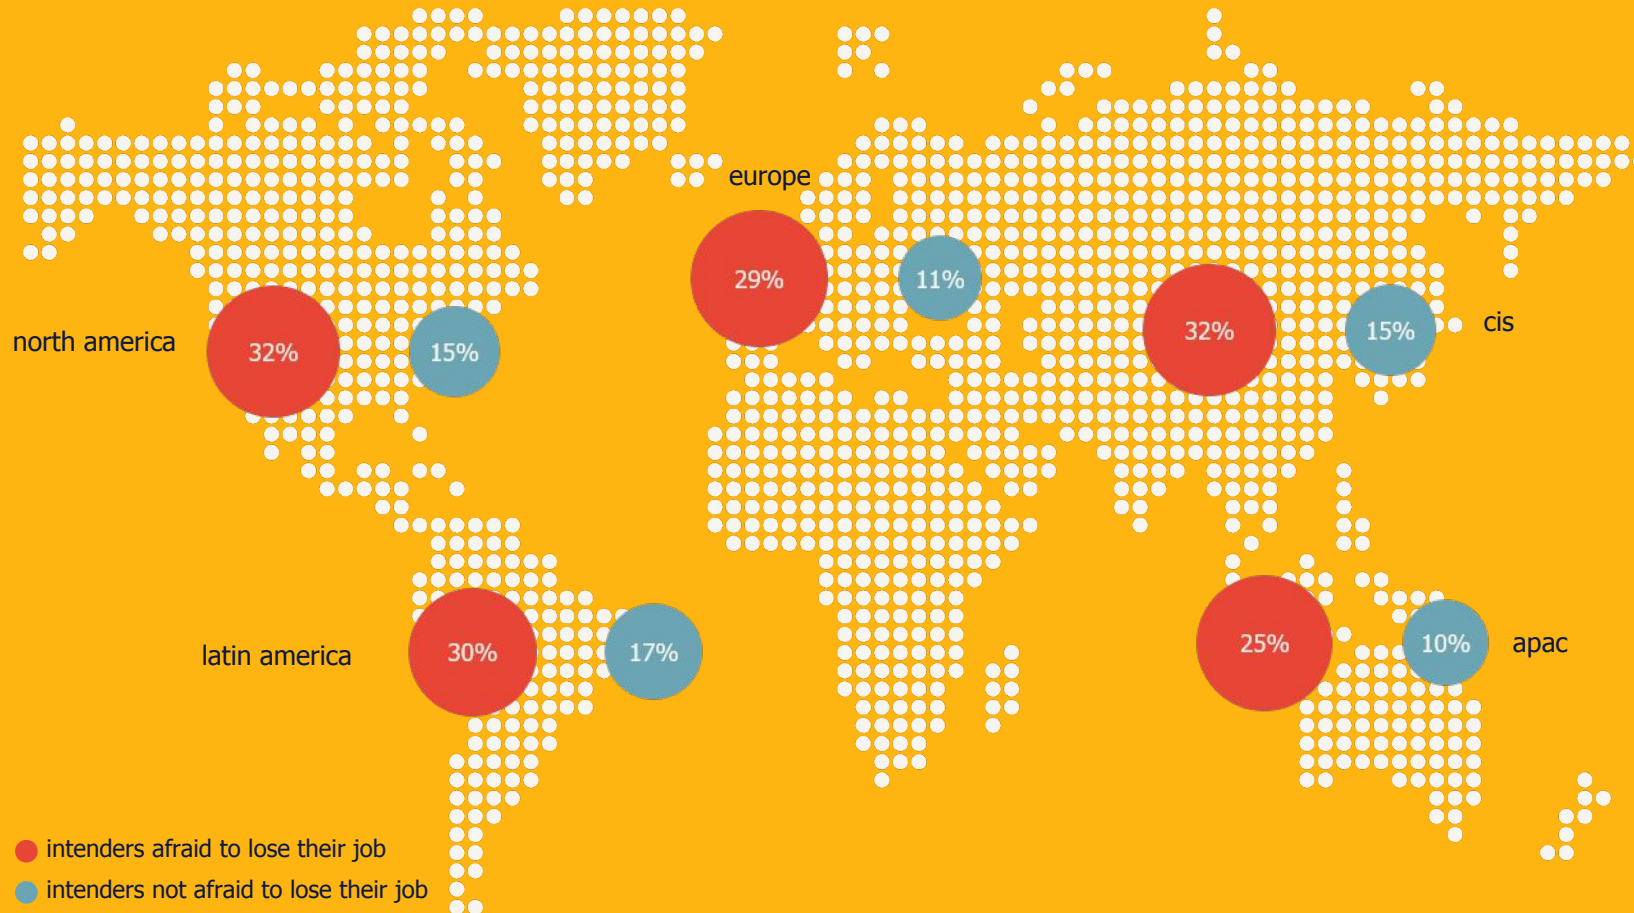 europe
29%
11%
north america
32%
15%
32%
15%
cis
latin america
30%
17%
25%
10%
apac
intenders afraid to lose their job
intenders not afraid to lose their job